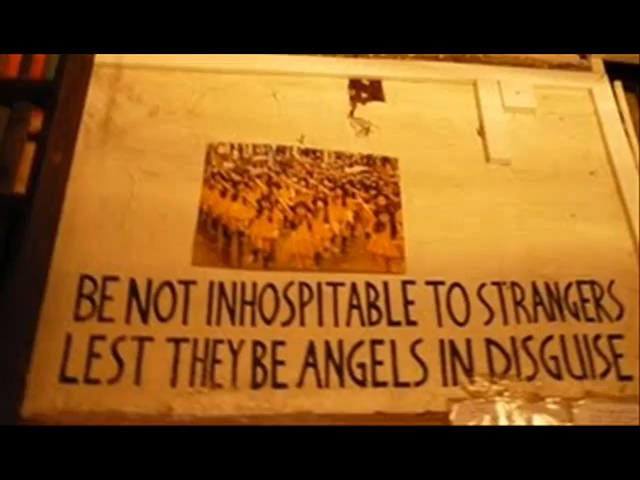 BE NOT INHOSPITABLE TO STRANGERS
LEST THEY BE ANGELS IN DISGUISE